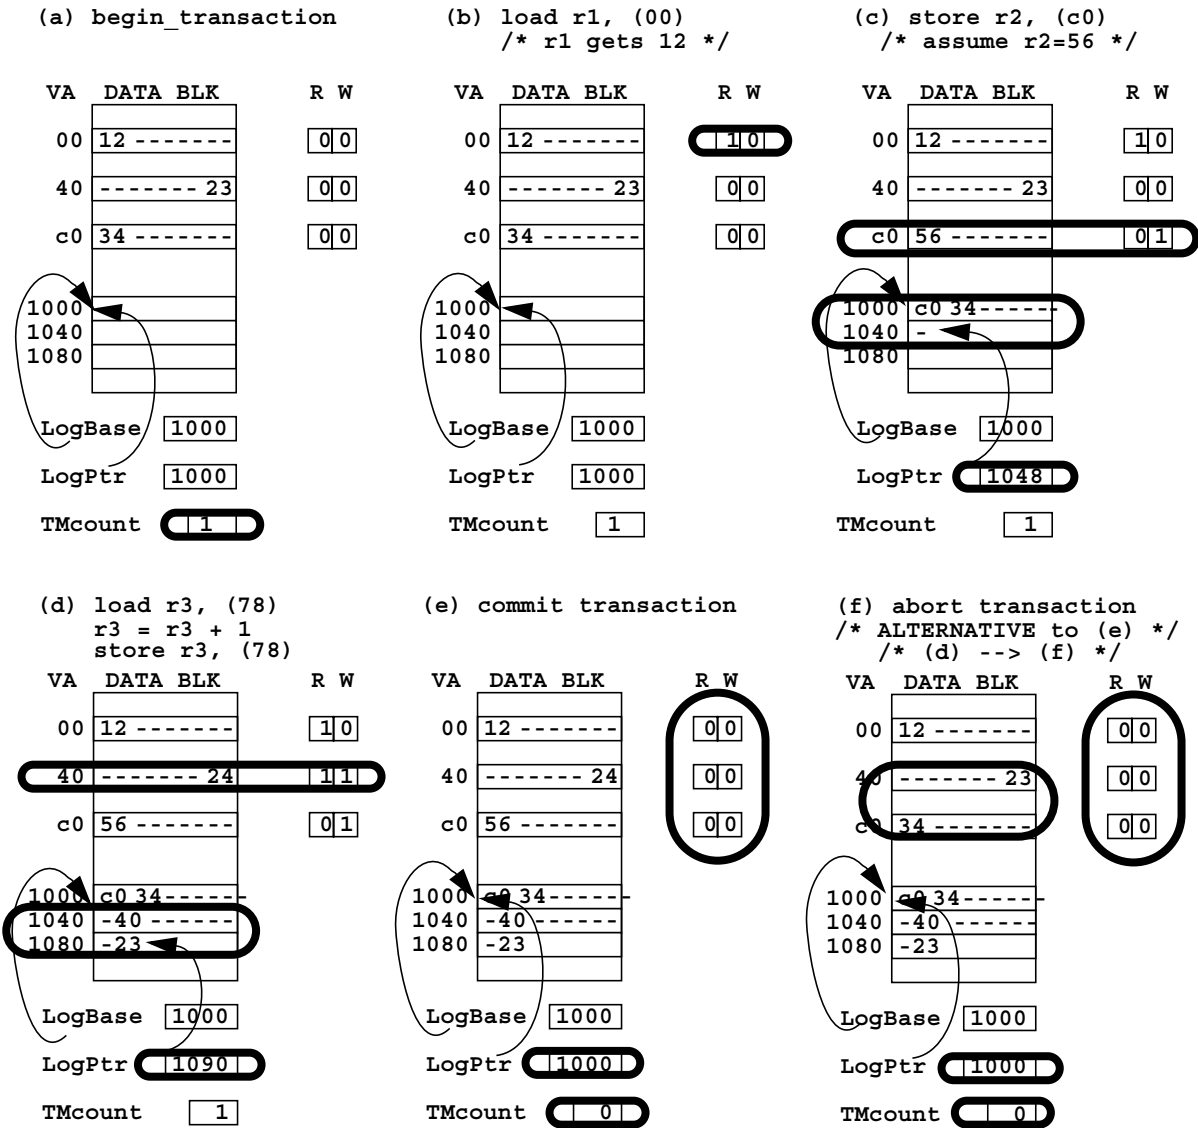 (a) begin_transaction
VA DATA BLK R W
00 12 ------- 0 0
40 ------- 23 0 0
c0 34 ------- 0 0
1000
1040
1080
LogBase 1000
LogPtr 1000
TMcount 1
(b) load r1, (00)
/* r1 gets 12 */
VA DATA BLK R W
00 12 ------- 1 0
40 ------- 23 0 0
c0 34 ------- 0 0
1000
1040
1080
LogBase 1000
LogPtr 1000
TMcount 1
(c) store r2, (c0)
/* assume r2=56 */
VA DATA BLK R W
00 12 ------- 1 0
40 ------- 23 0 0
c0 56 ------- 0 1
1000 c0 34------
1040 -
1080
LogBase 1000
LogPtr 1048
TMcount 1
(d) load r3, (78)
r3 = r3 + 1
store r3, (78)
VA DATA BLK R W
00 12 ------- 1 0
40 ------- 24 1 1
c0 56 ------- 0 1
1000 c0 34------
1040 -40 ------
1080 -23
LogBase 1000
LogPtr 1090
TMcount 1
(e) commit transaction
VA DATA BLK R W
00 12 ------- 0 0
40 ------- 24 0 0
c0 56 ------- 0 0
1000 c0 34------
1040 -40------
1080 -23
LogBase 1000
LogPtr 1000
TMcount 0
(f) abort transaction
/* ALTERNATIVE to (e) */
/* (d) --> (f) */
VA DATA BLK R W
00 12 ------- 0 0
40 ------- 23 0 0
c0 34 ------- 0 0
1000 c0 34------
1040 -40 ------
1080 -23
LogBase 1000
LogPtr 1000
TMcount 0